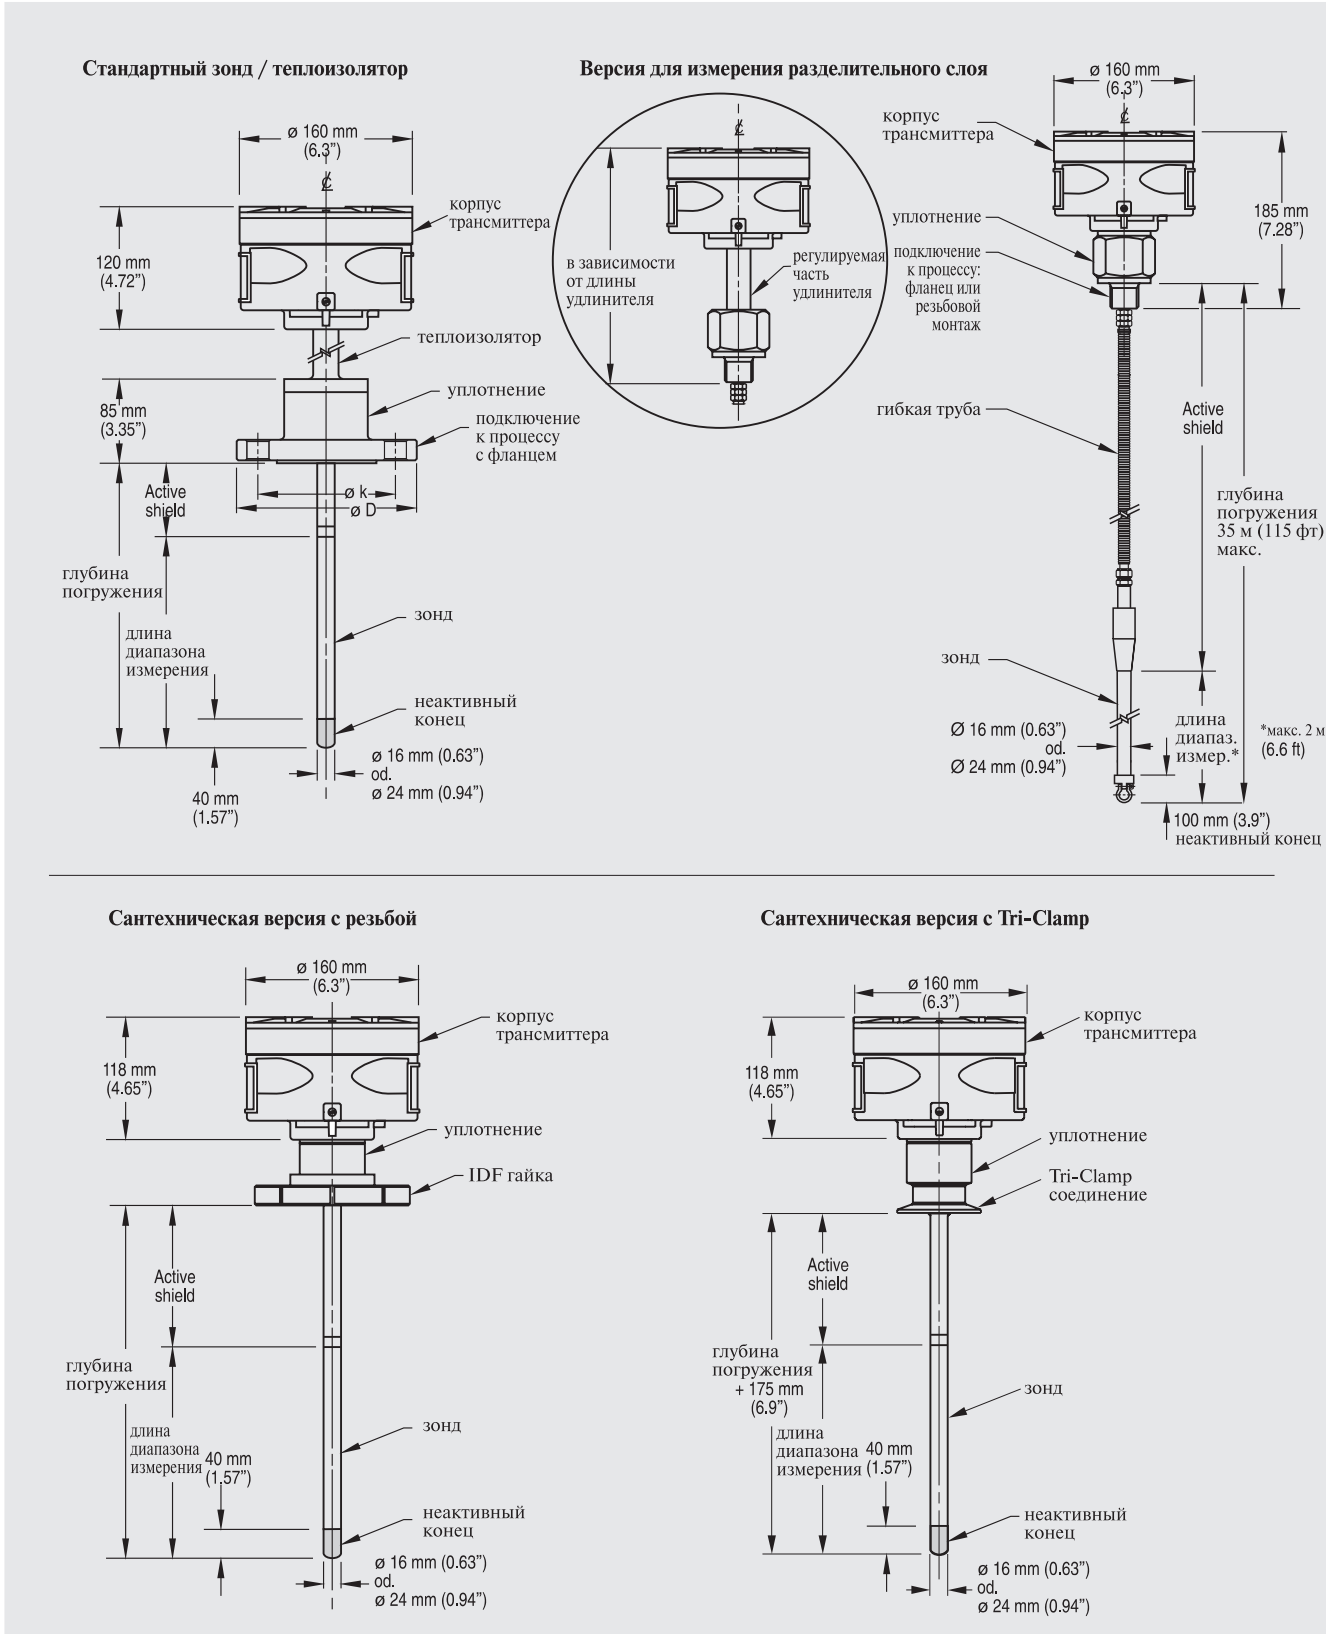 Стандартный зонд / теплоизолятор
ø 160 mm
(6.3")
корпус
трансмиттера
120 mm
(4.72")
теплоизолятор
85 mm
(3.35")
уплотнение
подключение
к процессу
с фланцем
Active
shield
ø k
ø D
глубина
погружения
зонд
длина
диапазона
измерения
неактивный
конец
ø 16 mm (0.63")
od.
ø 24 mm (0.94")
40 mm
(1.57")
Версия для измерения разделительного слоя
в зависимости
от длины
удлинителя
регулируемая
часть
удлинителя
ø 160 mm
(6.3")
корпус
трансмиттера
185 mm
(7.28")
уплотнение
подключение
к процессу:
фланец или
резьбовой
монтаж
гибкая труба
Active
shield
глубина
погружения
35 м (115 фт)
макс.
зонд
Ø 16 mm (0.63")
od.
Ø 24 mm (0.94")
длина
диапаз.
измер.*
*макс. 2 м
(6.6 ft)
100 mm (3.9")
неактивный конец
Сантехническая версия с резьбой
ø 160 mm
(6.3")
корпус
трансмиттера
118 mm
(4.65")
уплотнение
IDF гайка
Active
shield
глубина
погружения
зонд
длина
диапазона
измерения
40 mm
(1.57")
неактивный
конец
ø 16 mm (0.63")
od.
ø 24 mm (0.94")
Сантехническая версия с Tri-Clamp
ø 160 mm
(6.3")
корпус
трансмиттера
118 mm
(4.65")
уплотнение
Tri-Clamp
соединение
Active
shield
глубина
погружения
+ 175 mm
(6.9")
зонд
длина
диапазона
измерения
40 mm
(1.57")
неактивный
конец
ø 16 mm (0.63")
od.
ø 24 mm (0.94")